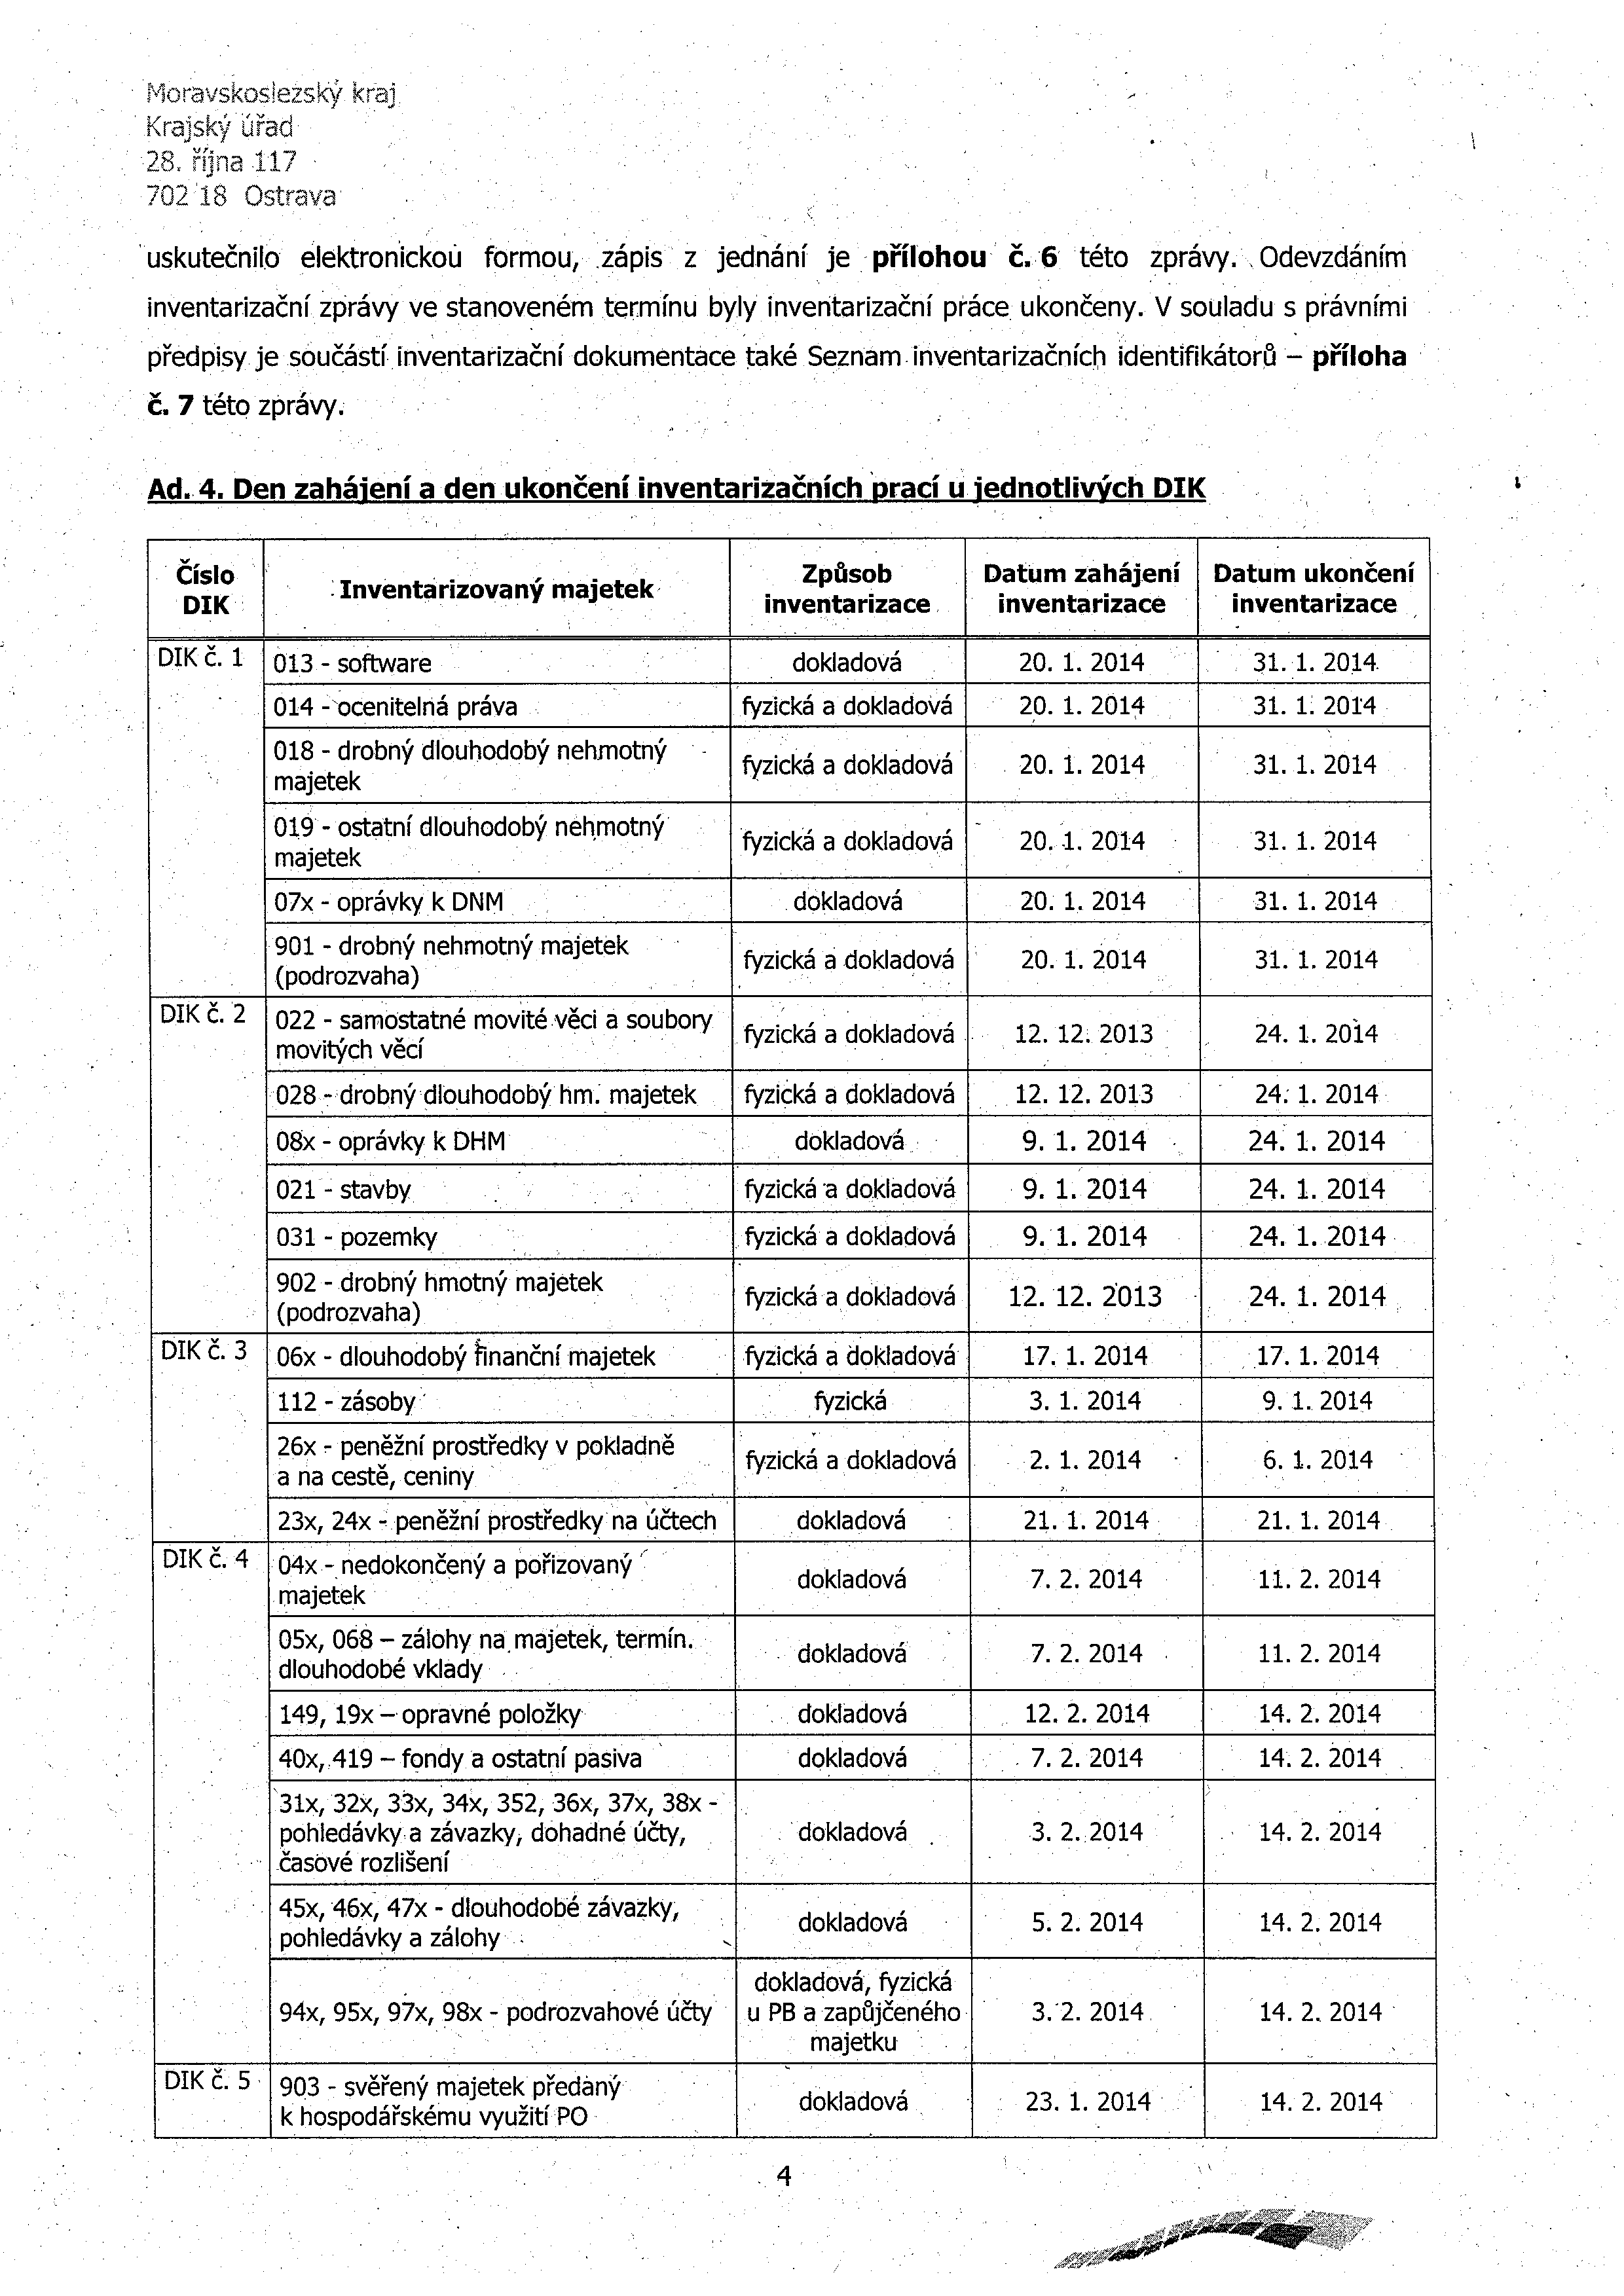 Moravskoslezský kraj
Krajský úřad
28. října 117
702 18 Ostrava
uskutečnilo elektronickou formou, zápis z jednání je přílohou č. 6 této zprávy. Odevzdáním
inventarizační zprávy ve stanoveném termínu byly inventarizační práce ukončeny. V souladu s právními
předpisy je součástí inventarizační dokumentace také Seznam inventarizačních identifikátorů – příloha
č. 7 této zprávy.
Ad. 4. Den zahájení a den ukončení inventarizačních prací u jednotlivých DIK
Číslo DIK | Inventarizovaný majetek | Způsob inventarizace | Datum zahájení inventarizace | Datum ukončení inventarizace
DIK č. 1 | 013 - software | dokladová | 20. 1. 2014 | 31. 1. 2014
014 - ocenitelná práva | fyzická a dokladová | 20. 1. 2014 | 31. 1. 2014
018 - drobný dlouhodobý nehmotný majetek | fyzická a dokladová | 20. 1. 2014 | 31. 1. 2014
019 - ostatní dlouhodobý nehmotný majetek | fyzická a dokladová | 20. 1. 2014 | 31. 1. 2014
07x - oprávky k DNM | dokladová | 20. 1. 2014 | 31. 1. 2014
901 - drobný nehmotný majetek (podrozvaha) | fyzická a dokladová | 20. 1. 2014 | 31. 1. 2014
DIK č. 2 | 022 - samostatné movité věci a soubory movitých věcí | fyzická a dokladová | 12. 12. 2013 | 24. 1. 2014
028 - drobný dlouhodobý hm. majetek | fyzická a dokladová | 12. 12. 2013 | 24. 1. 2014
08x - oprávky k DHM | dokladová | 9. 1. 2014 | 24. 1. 2014
021 - stavby | fyzická a dokladová | 9. 1. 2014 | 24. 1. 2014
031 - pozemky | fyzická a dokladová | 9. 1. 2014 | 24. 1. 2014
902 - drobný hmotný majetek (podrozvaha) | fyzická a dokladová | 12. 12. 2013 | 24. 1. 2014
DIK č. 3 | 06x - dlouhodobý finanční majetek | fyzická a dokladová | 17. 1. 2014 | 17. 1. 2014
112 - zásoby | fyzická | 3. 1. 2014 | 9. 1. 2014
26x - peněžní prostředky v pokladně a na cestě, ceniny | fyzická a dokladová | 2. 1. 2014 | 6. 1. 2014
23x, 24x - peněžní prostředky na účtech | dokladová | 21. 1. 2014 | 21. 1. 2014
DIK č. 4 | 04x - nedokončený a pořizovaný majetek | dokladová | 7. 2. 2014 | 11. 2. 2014
05x, 068 – zálohy na majetek, termín. dlouhodobé vklady | dokladová | 7. 2. 2014 | 11. 2. 2014
149, 19x – opravné položky | dokladová | 12. 2. 2014 | 14. 2. 2014
40x, 419 – fondy a ostatní pasiva | dokladová | 7. 2. 2014 | 14. 2. 2014
31x, 32x, 33x, 34x, 352, 36x, 37x, 38x - pohledávky a závazky, dohadné účty, časové rozlišení | dokladová | 3. 2. 2014 | 14. 2. 2014
45x, 46x, 47x - dlouhodobé závazky, pohledávky a zálohy | dokladová | 5. 2. 2014 | 14. 2. 2014
94x, 95x, 97x, 98x - podrozvahové účty | dokladová, fyzická u PB a zapůjčeného majetku | 3. 2. 2014 | 14. 2. 2014
DIK č. 5 | 903 - svěřený majetek předaný k hospodářskému využití PO | dokladová | 23. 1. 2014 | 14. 2. 2014
4